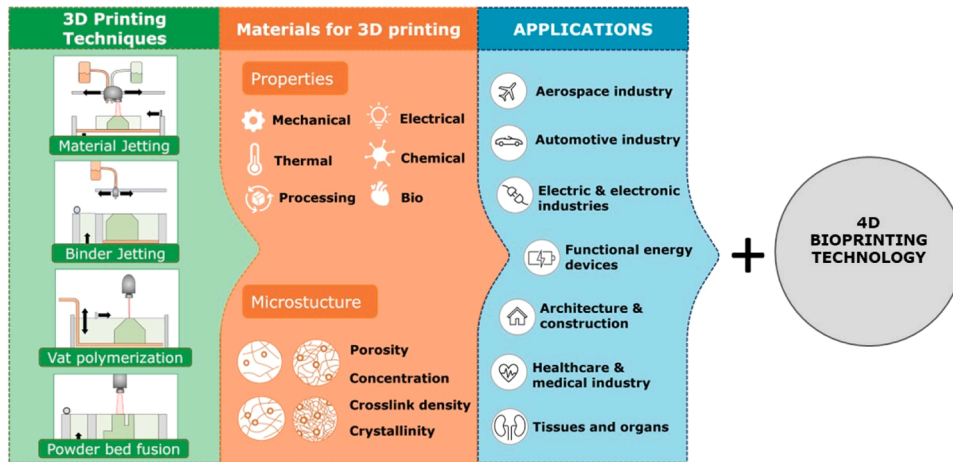 3D Printing
Techniques
Material Jetting
Binder Jetting
Vat polymerization
Powder bed fusion
Materials for 3D printing
Properties
Mechanical
Electrical
Thermal
Chemical
Processing
Bio
Microstucture
Porosity
Concentration
Crosslink density
Crystallinity
APPLICATIONS
Aerospace industry
Automotive industry
Electric & electronic
industries
Functional energy
devices
Architecture &
construction
Healthcare &
medical industry
Tissues and organs
+
4D
BIOPRINTING
TECHNOLOGY